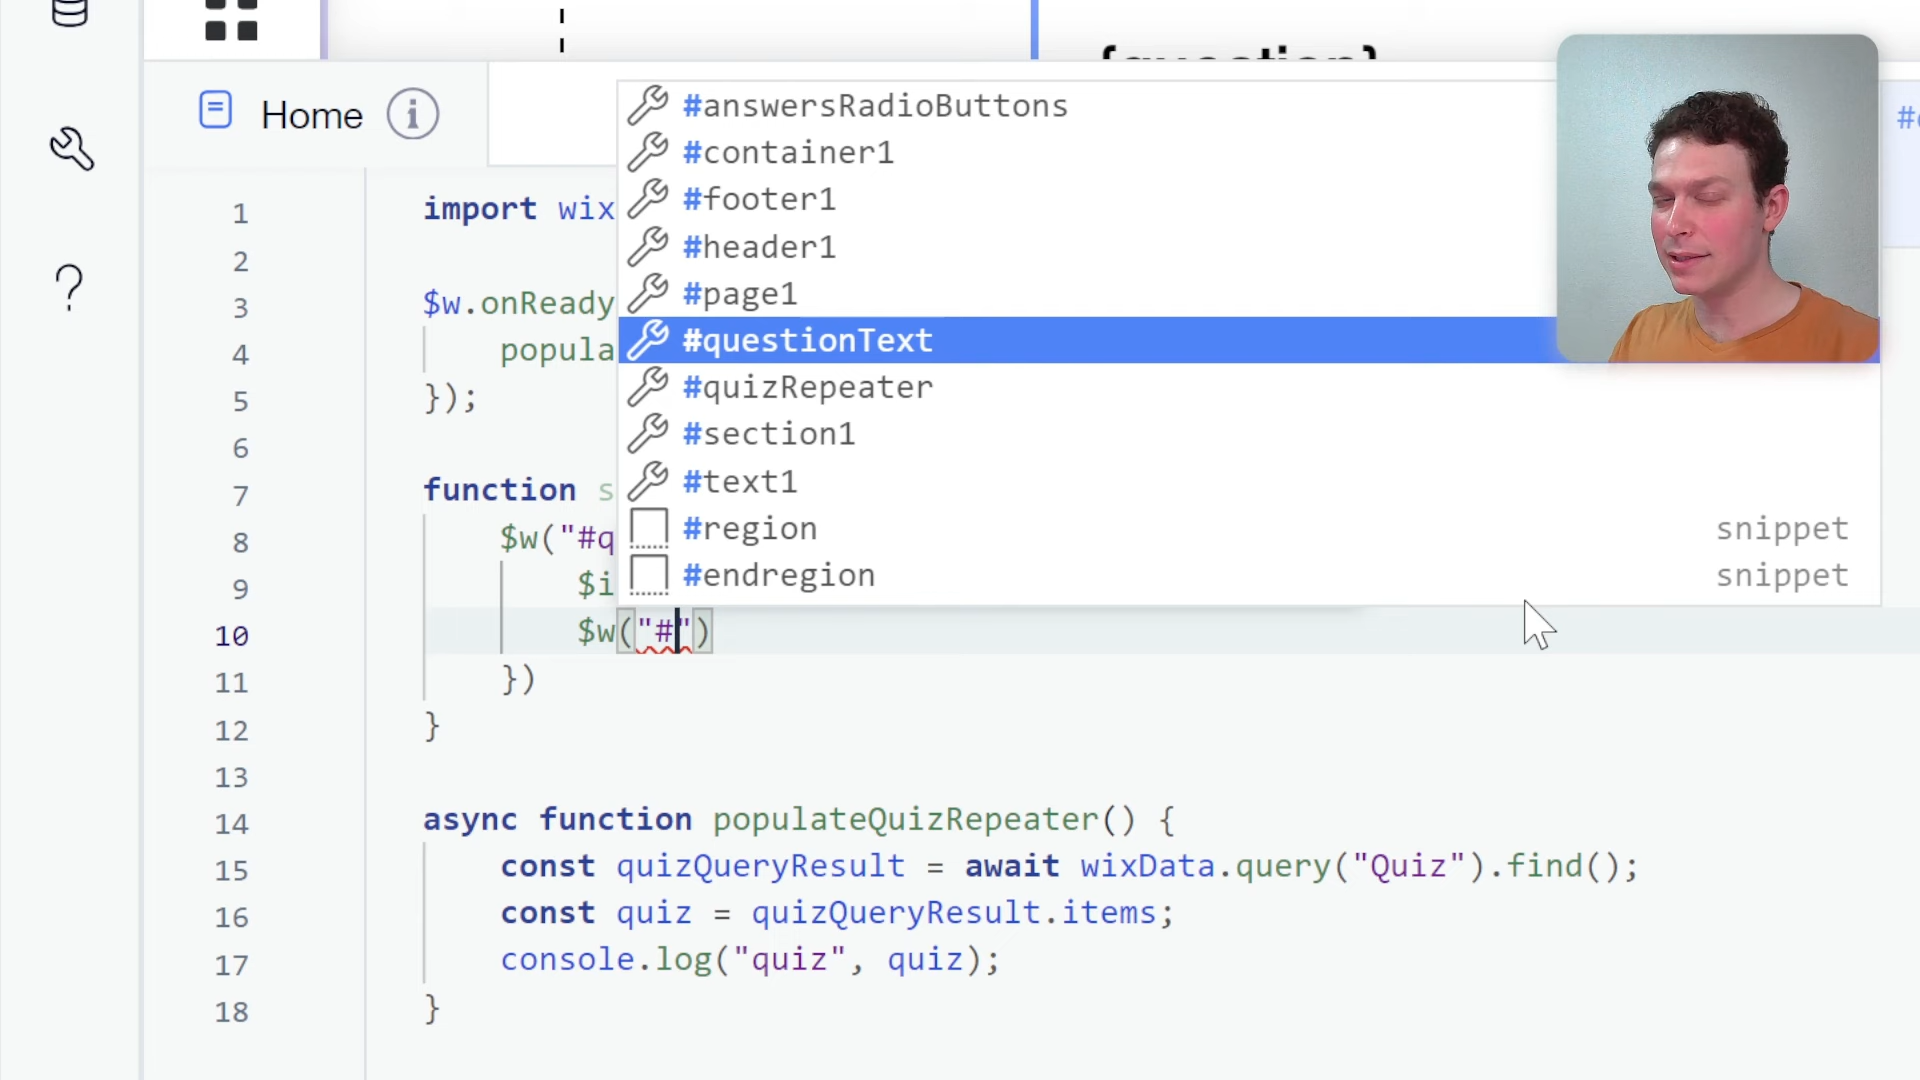 {question}
Home
#answersRadioButtons
#container1
#footer1
#header1
#page1
#questionText
#quizRepeater
#section1
#text1
#region snippet
#endregion snippet
1 import wix
2
3 $w.onReady
4 popula
5 });
6
7 function s
8 $w("#q
9 $i
10 $w("#")
11 })
12 }
13
14 async function populateQuizRepeater() {
15 const quizQueryResult = await wixData.query("Quiz").find();
16 const quiz = quizQueryResult.items;
17 console.log("quiz", quiz);
18 }